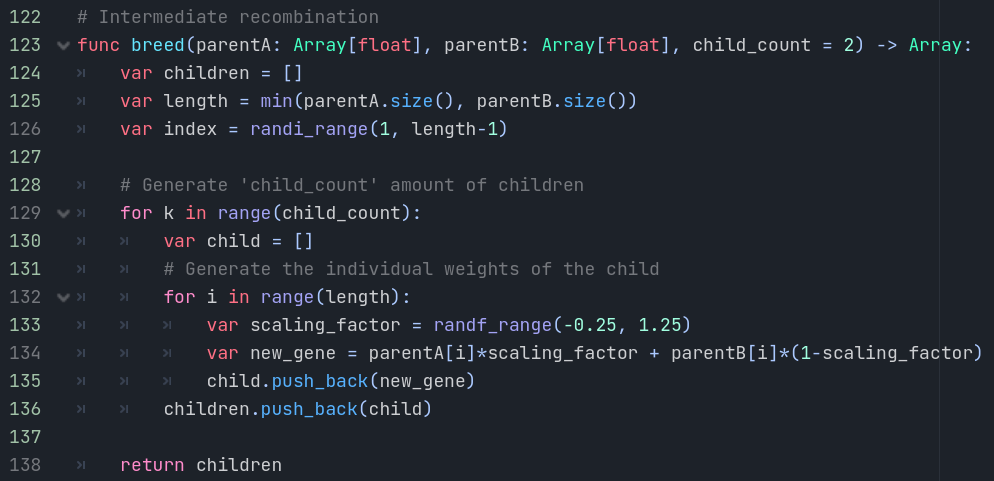 122 # Intermediate recombination
123 func breed(parentA: Array[float], parentB: Array[float], child_count = 2) -> Array:
124 var children = []
125 var length = min(parentA.size(), parentB.size())
126 var index = randi_range(1, length-1)
127
128 # Generate 'child_count' amount of children
129 for k in range(child_count):
130 var child = []
131 # Generate the individual weights of the child
132 for i in range(length):
133 var scaling_factor = randf_range(-0.25, 1.25)
134 var new_gene = parentA[i]*scaling_factor + parentB[i]*(1-scaling_factor)
135 child.push_back(new_gene)
136 children.push_back(child)
137
138 return children